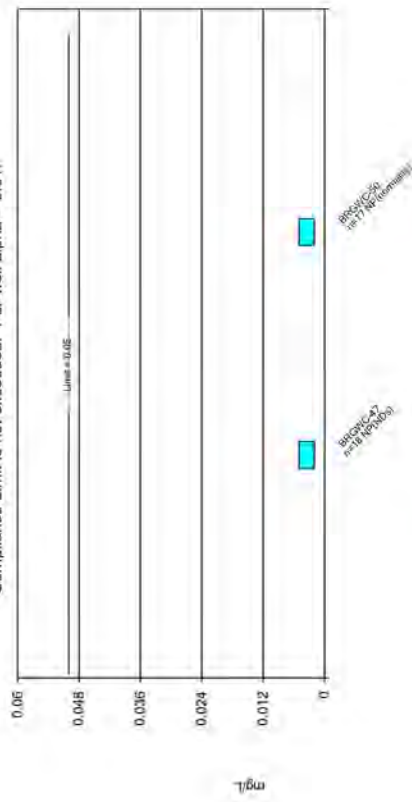 0.06
0.048
0.036
0.024
0.012
0
mg/L
Limit = 0.05
BRGWC-47
n=18 NP(NDs)
BRGWC-50
n=17 NP(normality)